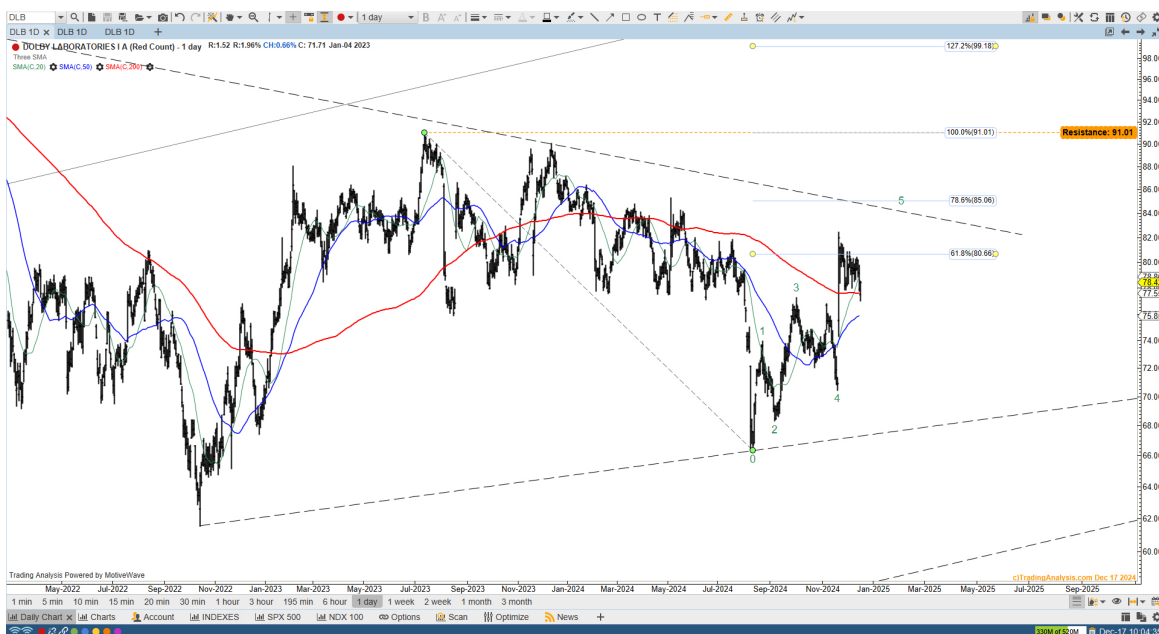 DLB
1 day
B A
DLB 1D DLB 1D DLB 1D
DOLBY LABORATORIES I A (Red Count) - 1 day R:1.52 R:1.96% CH:0.66% C: 71.71 Jan-04 2023
Three SMA
SMA(C,20) SMA(C,50) SMA(C,200)
127.2%(99.18)
98.00
96.00
94.00
92.00
100.0%(91.01)
Resistance: 91.01
90.00
88.00
86.00
78.6%(85.06)
5
84.00
82.00
61.8%(80.66)
80.00
78.4
77.5
3
75.8
1
74.00
72.00
4
70.00
2
68.00
0
66.00
64.00
62.00
60.00
Trading Analysis Powered by MotiveWave
c)TradingAnalysis.com Dec 17 2024
May-2022 Jul-2022 Sep-2022 Nov-2022 Jan-2023 Mar-2023 May-2023 Jul-2023 Sep-2023 Nov-2023 Jan-2024 Mar-2024 May-2024 Jul-2024 Sep-2024 Nov-2024 Jan-2025 Mar-2025 May-2025 Jul-2025 Sep-2025
1 min 5 min 10 min 15 min 20 min 30 min 1 hour 3 hour 195 min 6 hour 1 day 1 week 2 week 1 month 3 month
Daily Chart Charts Account INDEXES SPX 500 NDX 100 Options Scan Optimize News
330M of 520M Dec-17 10:04:35